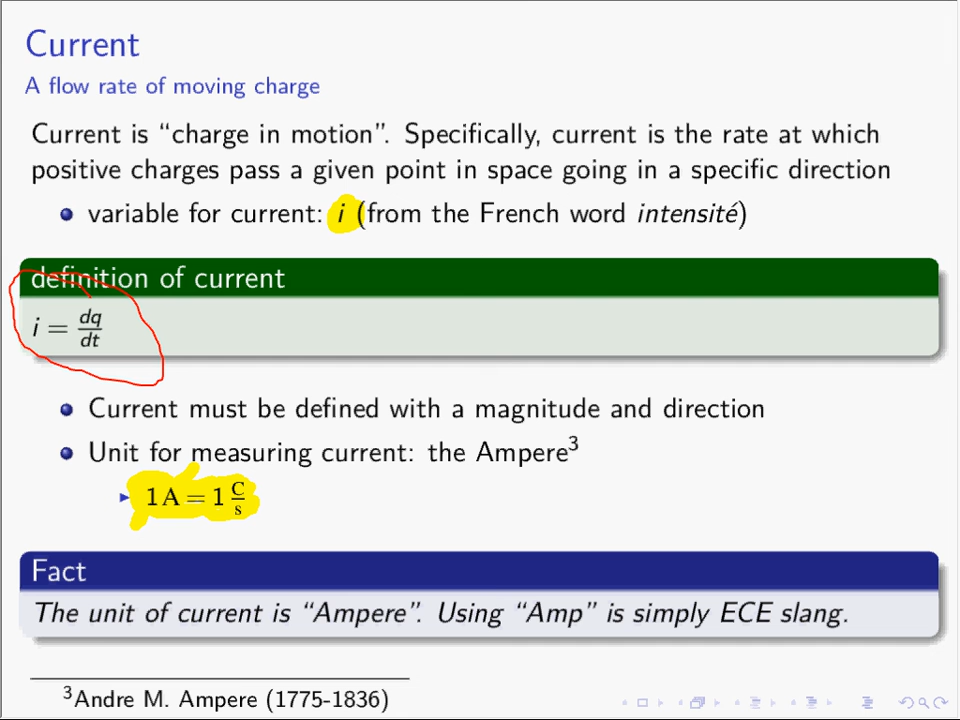 Current
A flow rate of moving charge
Current is “charge in motion”. Specifically, current is the rate at which
positive charges pass a given point in space going in a specific direction
variable for current: i (from the French word intensité)
definition of current
i = dq/dt
Current must be defined with a magnitude and direction
Unit for measuring current: the Ampere³
1 A = 1 C/s
Fact
The unit of current is “Ampere”. Using “Amp” is simply ECE slang.
³Andre M. Ampere (1775-1836)